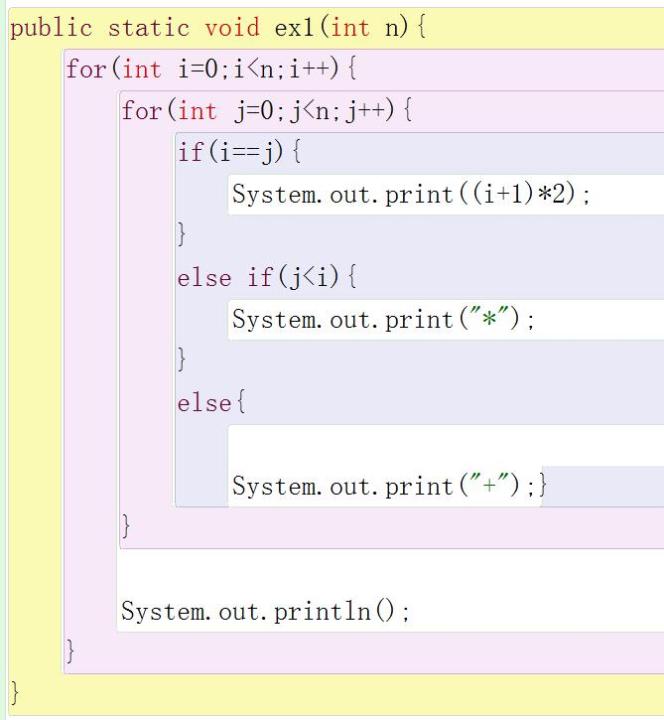 public static void ex1(int n){
for(int i=0;i<n;i++){
for(int j=0;j<n;j++){
if(i==j){
System.out.print((i+1)*2);
}
else if(j<i){
System.out.print("*");
}
else{
System.out.print("+");}
}
System.out.println();
}
}